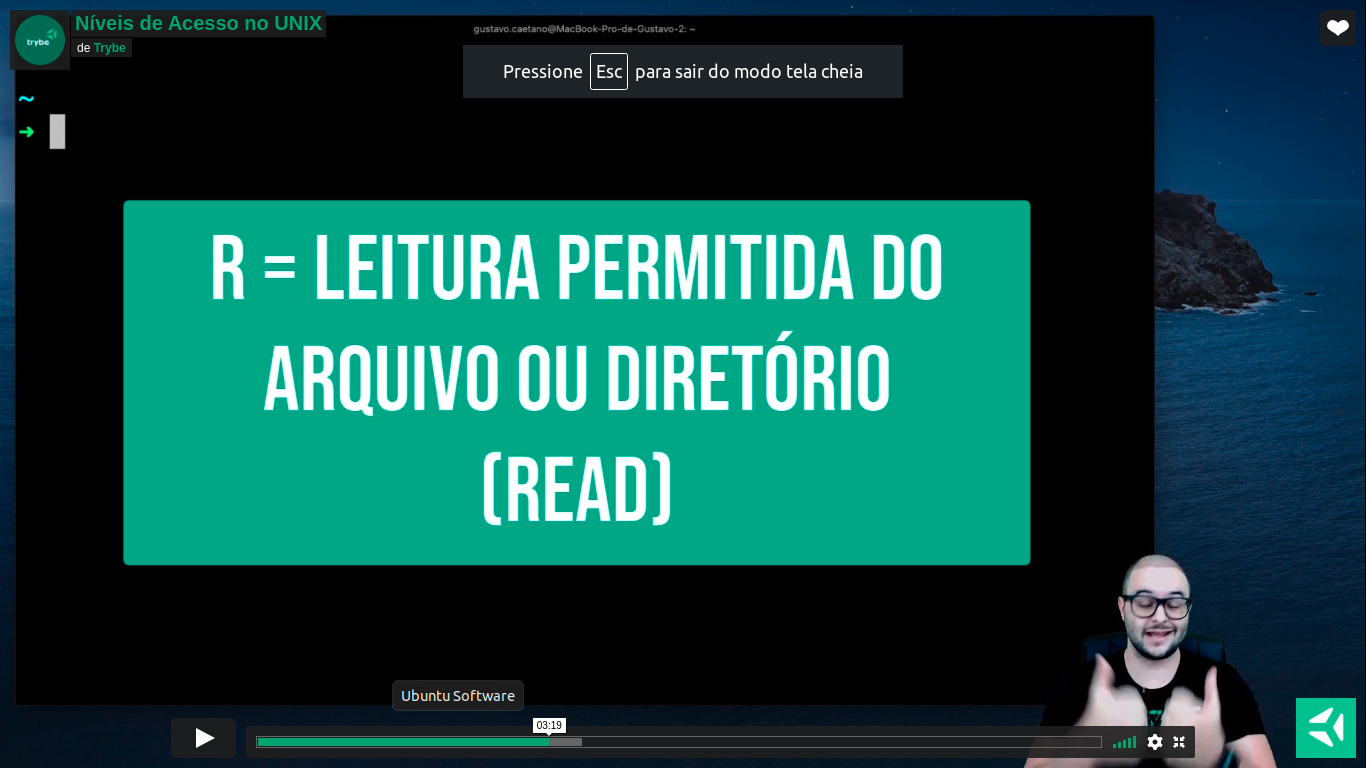 Níveis de Acesso no UNIX
trybe
de Trybe
gustavo.caetano@MacBook-Pro-de-Gustavo-2: ~
Pressione Esc para sair do modo tela cheia
~
➜
R = LEITURA PERMITIDA DO
ARQUIVO OU DIRETÓRIO
(READ)
Ubuntu Software
03:19